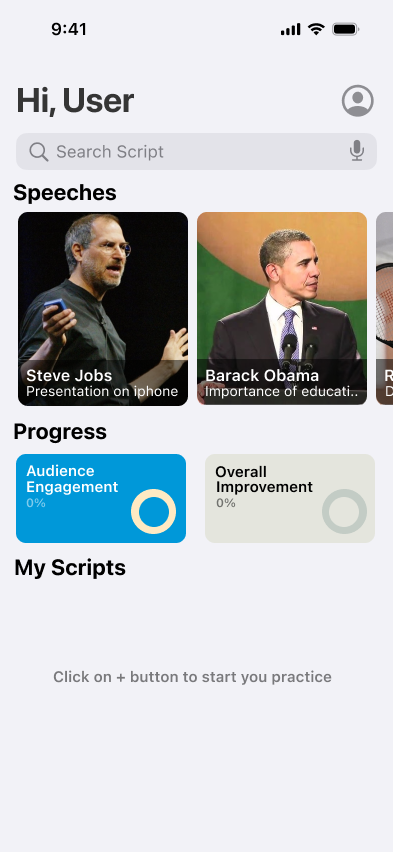 9:41
Hi, User
Search Script
Speeches
Steve Jobs
Presentation on iphone
Barack Obama
Importance of educati..
R
D
Progress
Audience
Engagement
0%
Overall
Improvement
0%
My Scripts
Click on + button to start you practice